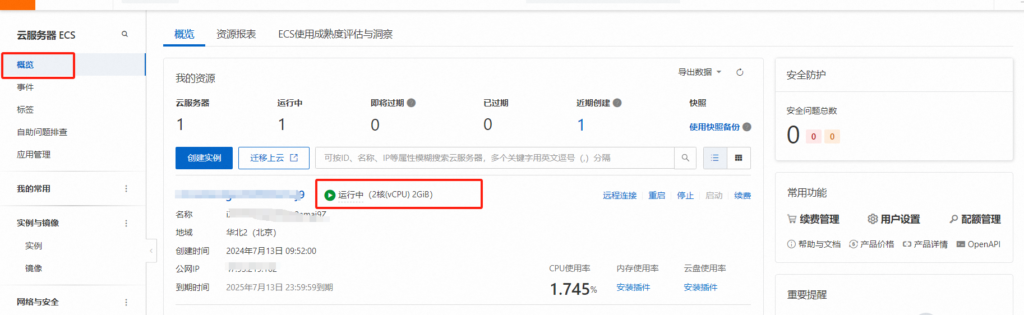 云服务器 ECS
概览
事件
标签
自助问题排查
应用管理
我的常用
实例与镜像
实例
镜像
网络与安全
概览 资源报表 ECS使用成熟度评估与洞察
我的资源 导出数据
云服务器 运行中 即将过期 已过期 近期创建 快照
1 1 0 0 1 使用快照备份
创建实例 迁移上云 可按ID、名称、IP等属性模糊搜索云服务器，多个关键字用英文逗号 (,) 分隔
运行中（2核(vCPU) 2GiB） 远程连接 重启 停止 启动 续费
名称
地域 华北2（北京）
创建时间 2024年7月13日 09:52:00
公网IP
到期时间 2025年7月13日 23:59:59到期
CPU使用率 内存使用率 云盘使用率
1.745% 安装插件 安装插件
安全防护
安全问题总数
0 0 0
常用功能
续费管理 用户设置 配额管理
帮助与文档 产品价格 产品详情 OpenAPI
重要提醒